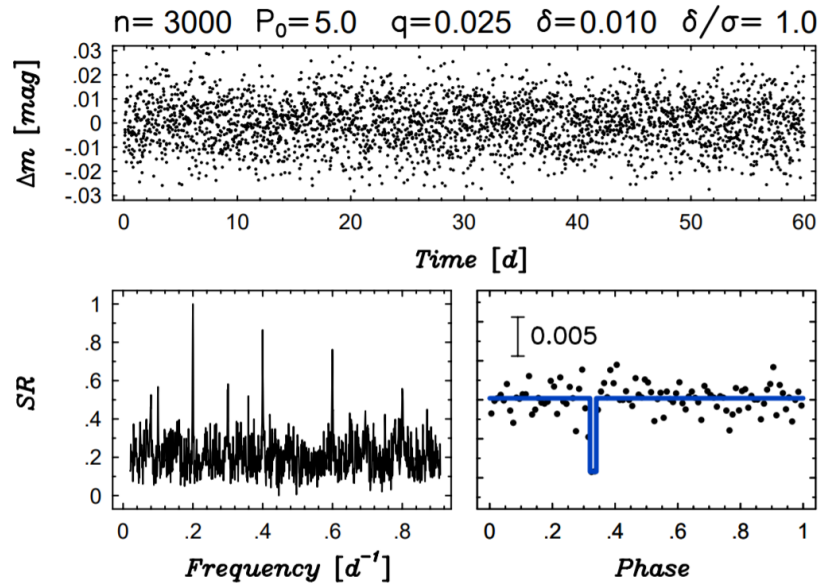 n= 3000 P₀=5.0 q=0.025 δ=0.010 δ/σ= 1.0
.03
.02
.01
0
-.01
-.02
-.03
Δm [mag]
0 10 20 30 40 50 60
Time [d]
1
.8
.6
.4
.2
0
SR
0 .2 .4 .6 .8
Frequency [d⁻¹]
0.005
0 .2 .4 .6 .8 1
Phase